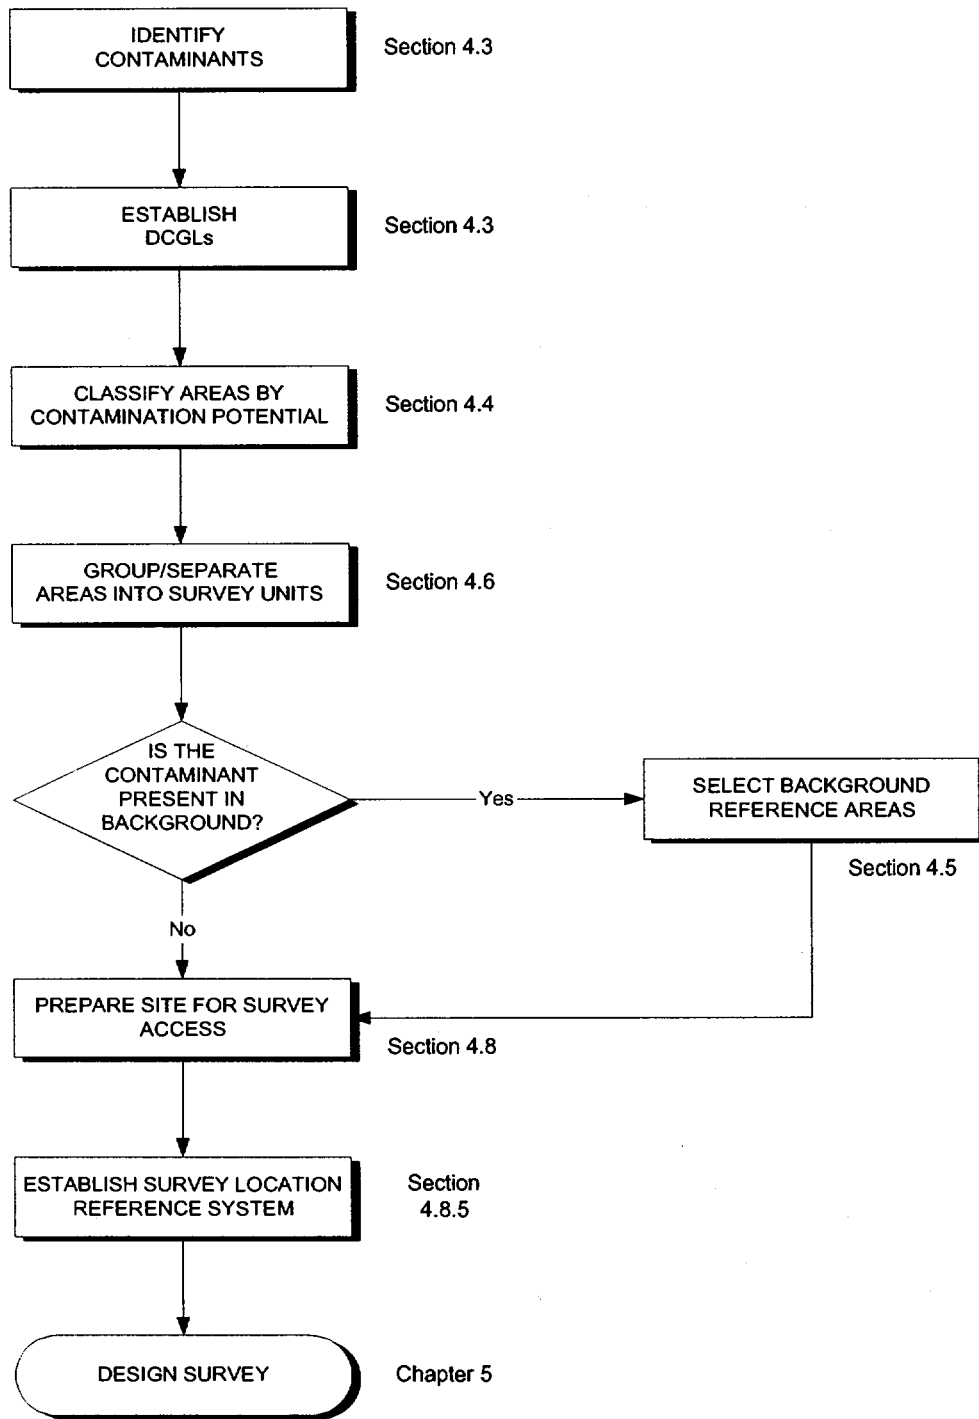 IDENTIFY
CONTAMINANTS
Section 4.3
ESTABLISH
DCGLs
Section 4.3
CLASSIFY AREAS BY
CONTAMINATION POTENTIAL
Section 4.4
GROUP/SEPARATE
AREAS INTO SURVEY UNITS
Section 4.6
IS THE
CONTAMINANT
PRESENT IN
BACKGROUND?
Yes
SELECT BACKGROUND
REFERENCE AREAS
Section 4.5
No
PREPARE SITE FOR SURVEY
ACCESS
Section 4.8
ESTABLISH SURVEY LOCATION
REFERENCE SYSTEM
Section
4.8.5
DESIGN SURVEY
Chapter 5